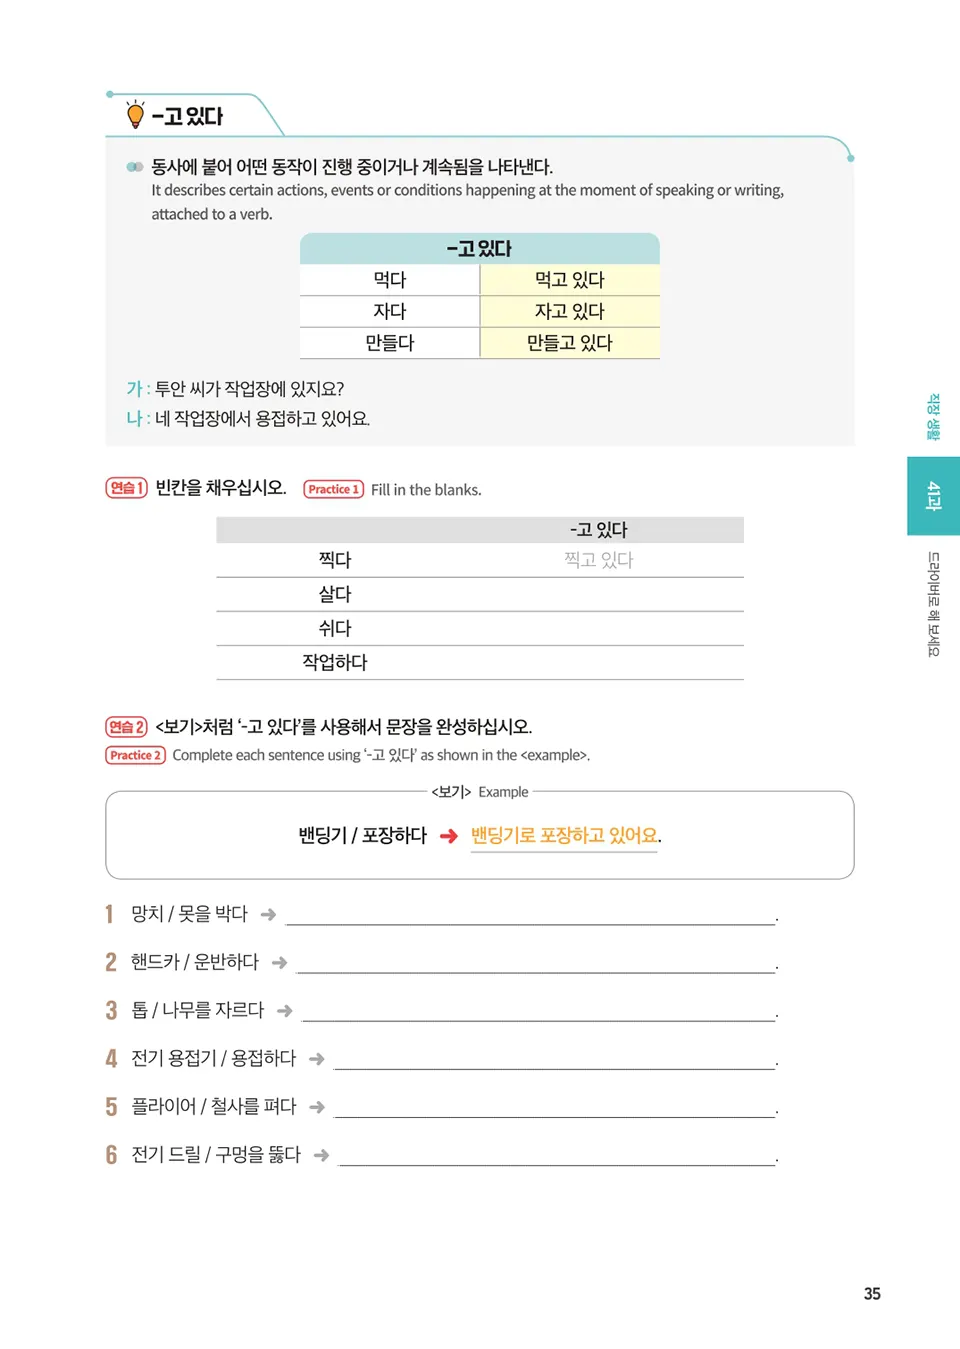 -고 있다
동사에 붙어 어떤 동작이 진행 중이거나 계속됨을 나타낸다.
It describes certain actions, events or conditions happening at the moment of speaking or writing,
attached to a verb.
-고 있다
먹다 먹고 있다
자다 자고 있다
만들다 만들고 있다
가 : 투안 씨가 작업장에 있지요?
나 : 네 작업장에서 용접하고 있어요.
연습 1 빈칸을 채우십시오. Practice 1 Fill in the blanks.
-고 있다
찍다 찍고 있다
살다
쉬다
작업하다
연습 2 <보기>처럼 ‘-고 있다’를 사용해서 문장을 완성하십시오.
Practice 2 Complete each sentence using ‘-고 있다’ as shown in the <example>.
<보기> Example
밴딩기 / 포장하다 ➜ 밴딩기로 포장하고 있어요.
1 망치 / 못을 박다 ➜ .
2 핸드카 / 운반하다 ➜ .
3 톱 / 나무를 자르다 ➜ .
4 전기 용접기 / 용접하다 ➜ .
5 플라이어 / 철사를 펴다 ➜ .
6 전기 드릴 / 구멍을 뚫다 ➜ .
직장 생활
41과
드라이버로 해 보세요
35